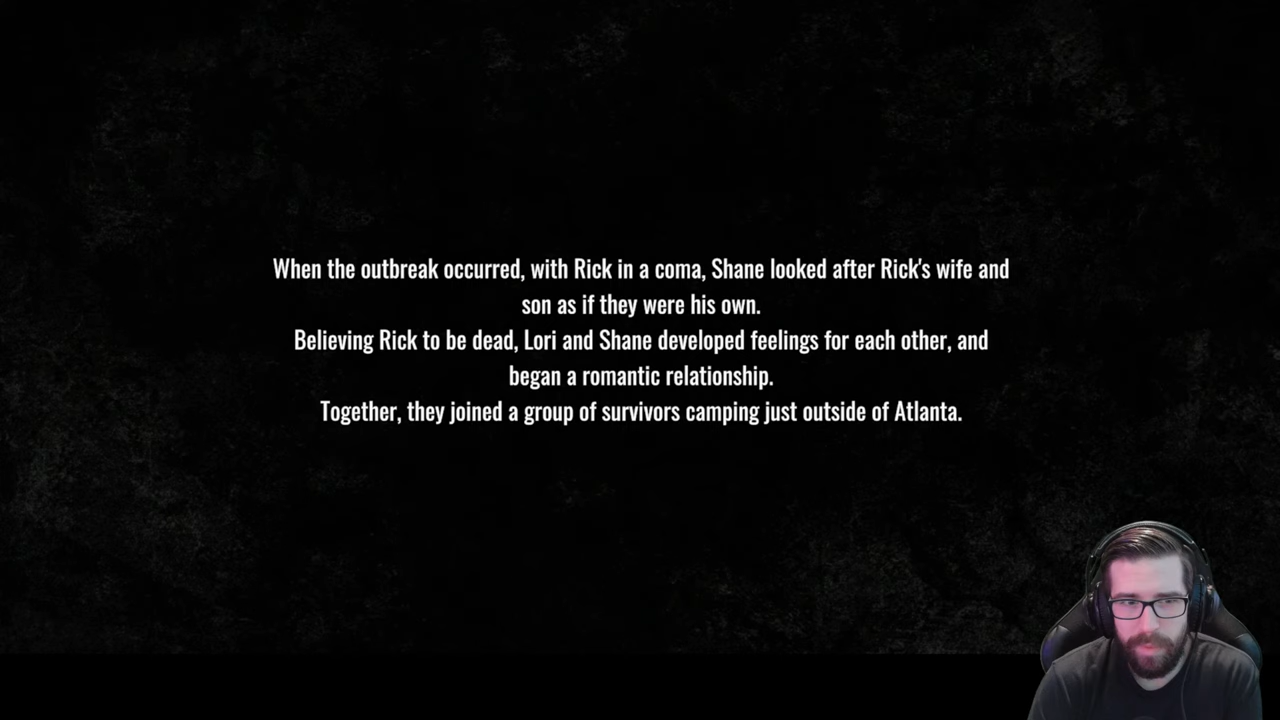 When the outbreak occurred, with Rick in a coma, Shane looked after Rick's wife and
son as if they were his own.
Believing Rick to be dead, Lori and Shane developed feelings for each other, and
began a romantic relationship.
Together, they joined a group of survivors camping just outside of Atlanta.